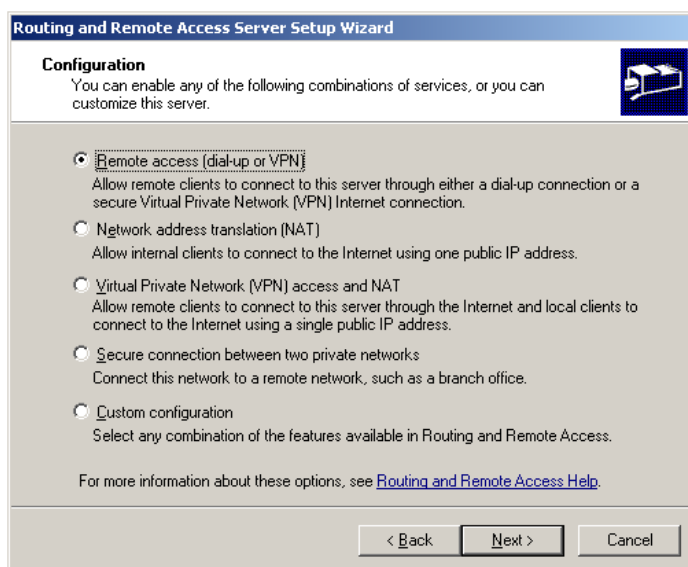 Routing and Remote Access Server Setup Wizard
Configuration
You can enable any of the following combinations of services, or you can
customize this server.
Remote access (dial-up or VPN)
Allow remote clients to connect to this server through either a dial-up connection or a
secure Virtual Private Network (VPN) Internet connection.
Network address translation (NAT)
Allow internal clients to connect to the Internet using one public IP address.
Virtual Private Network (VPN) access and NAT
Allow remote clients to connect to this server through the Internet and local clients to
connect to the Internet using a single public IP address.
Secure connection between two private networks
Connect this network to a remote network, such as a branch office.
Custom configuration
Select any combination of the features available in Routing and Remote Access.
For more information about these options, see Routing and Remote Access Help.
< Back Next > Cancel